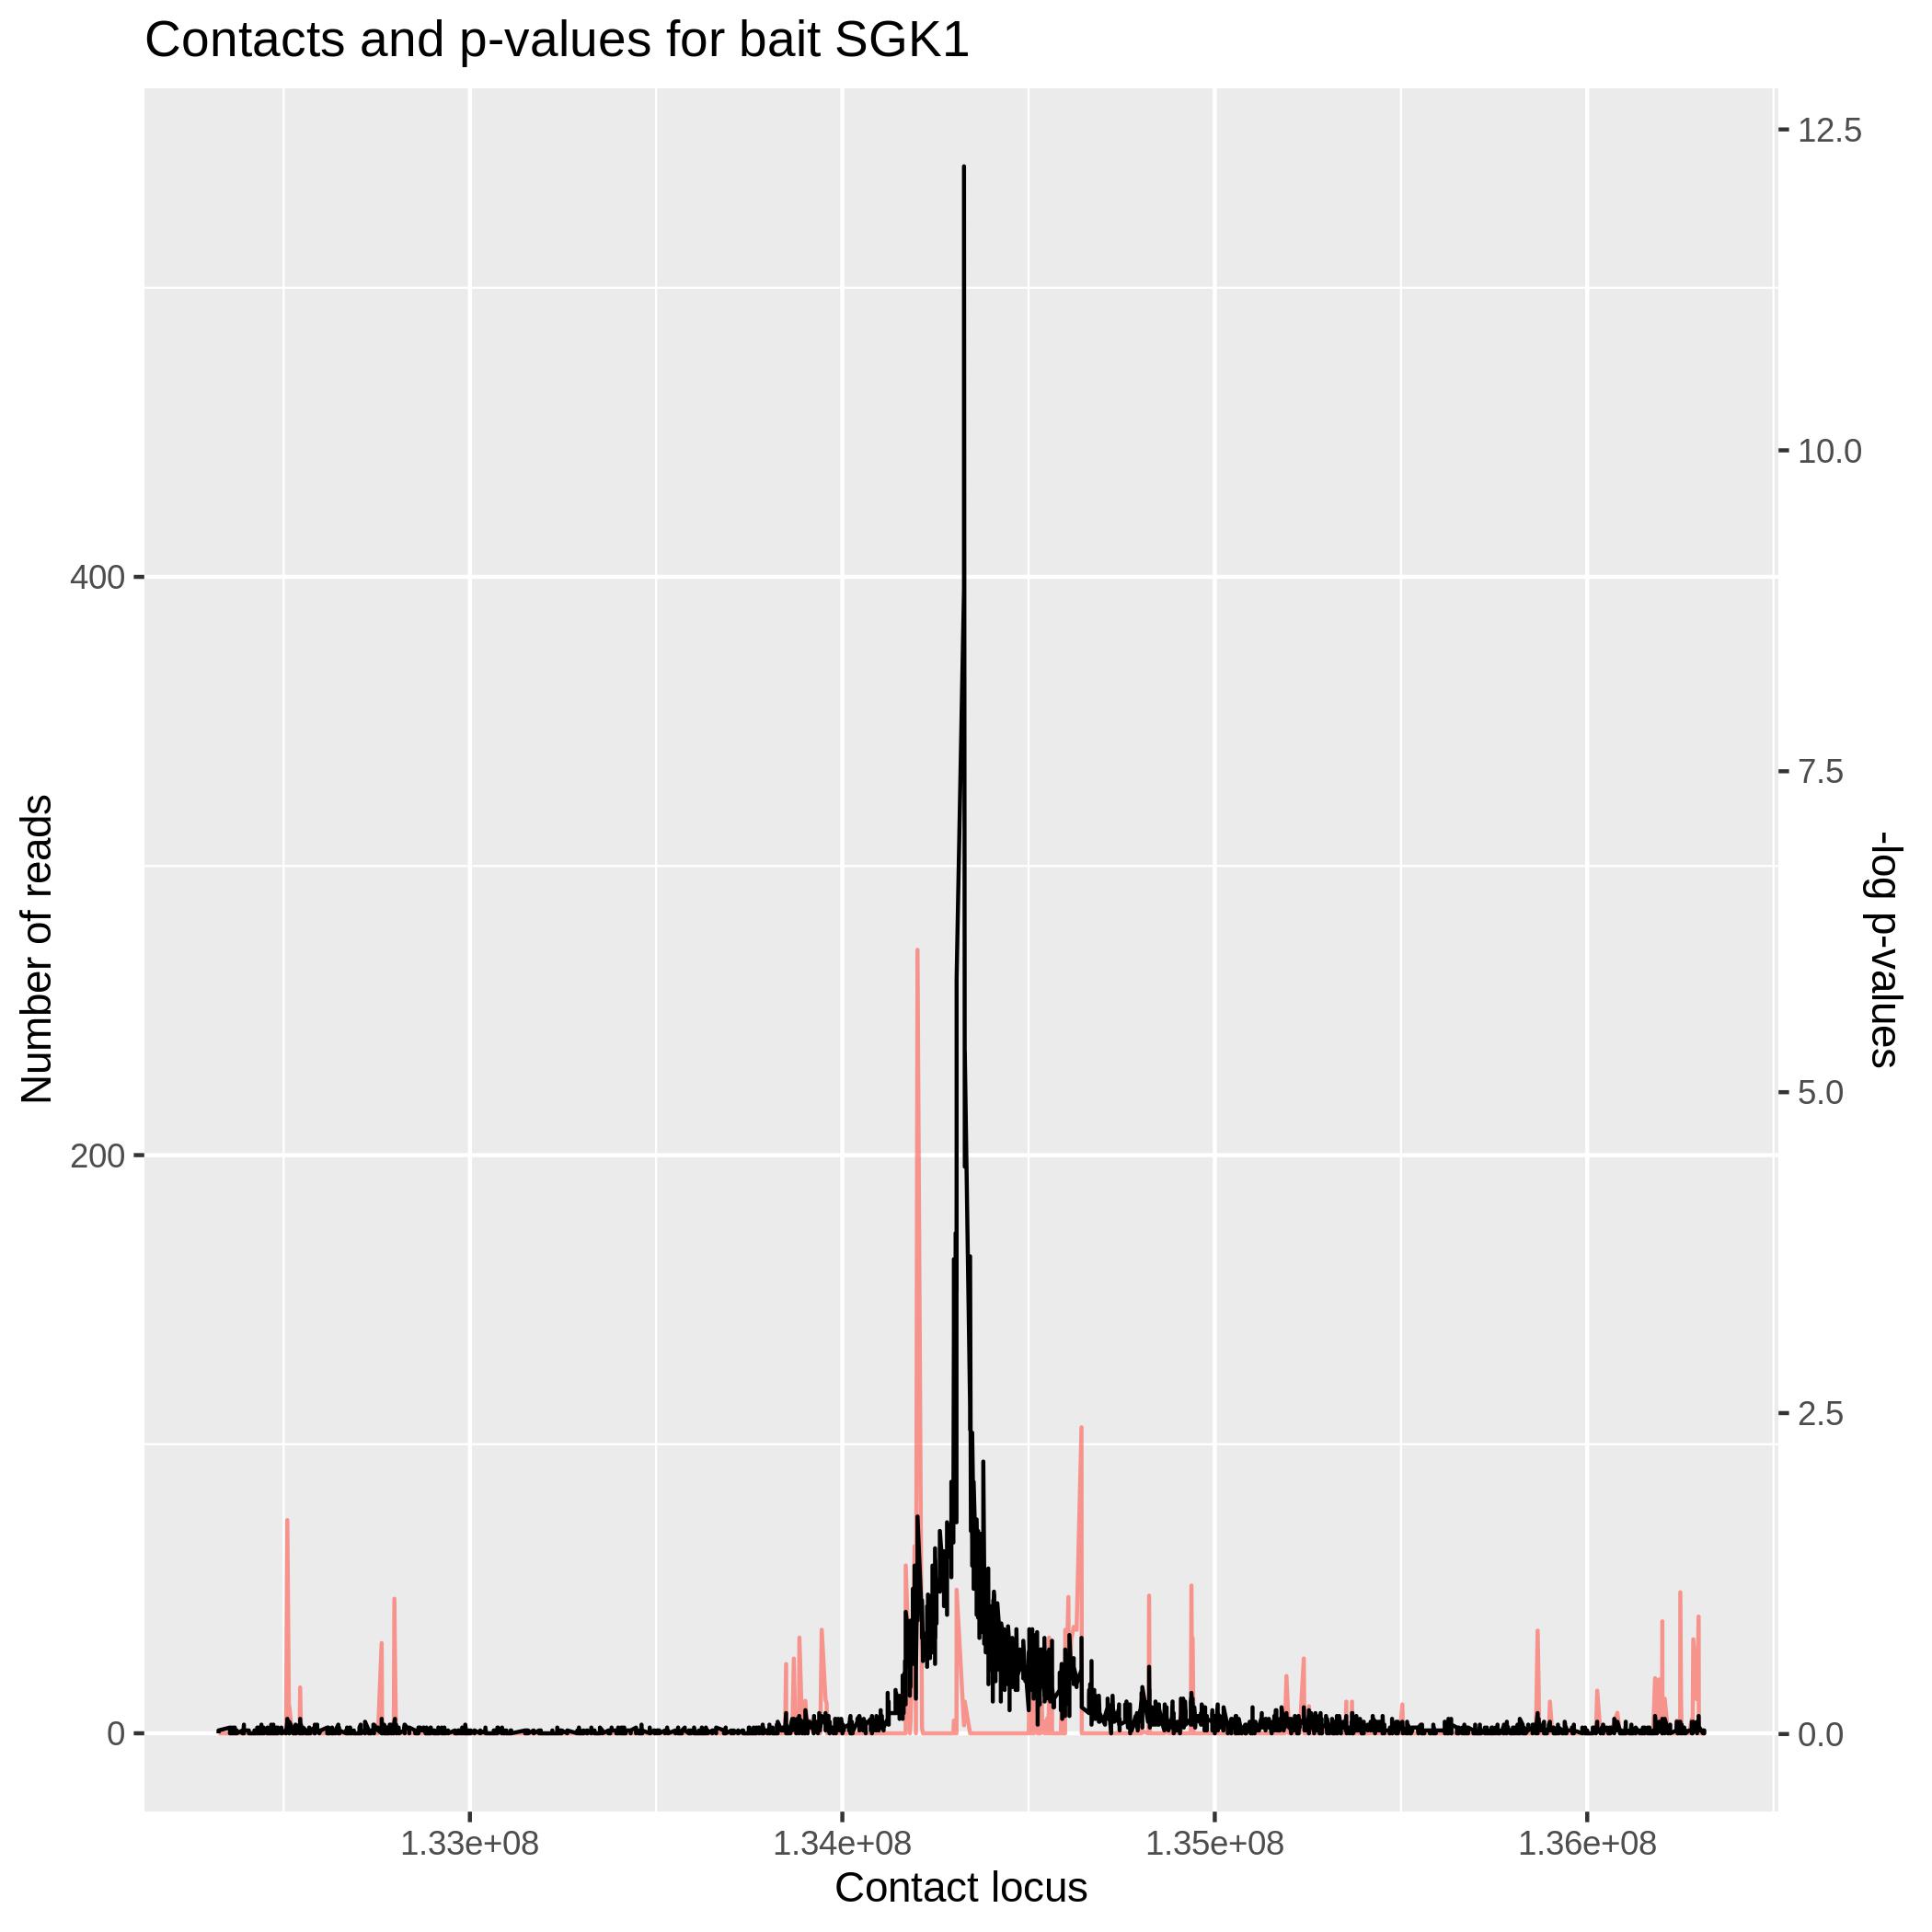 Contacts and p-values for bait SGK1
12.5
10.0
400
7.5
Number of reads
-log p-values
5.0
200
2.5
0
0.0
1.33e+08
1.34e+08
1.35e+08
1.36e+08
Contact locus